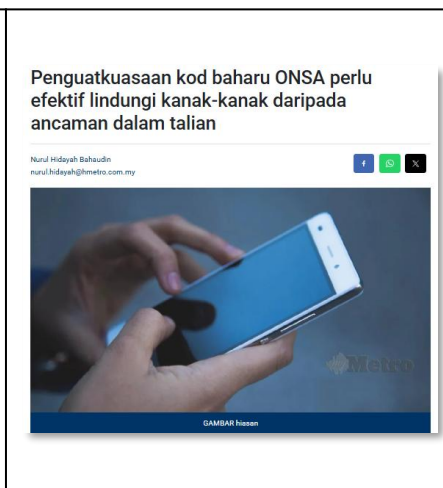 Penguatkuasaan kod baharu ONSA perlu
efektif lindungi kanak-kanak daripada
ancaman dalam talian
Nurul Hidayah Bahaudin
nurul.hidayah@hmetro.com.my
Metro
GAMBAR hiasan